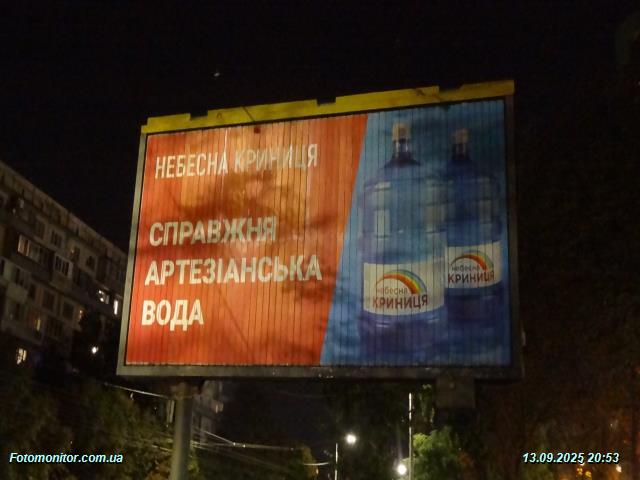 НЕБЕСНА КРИНИЦЯ
СПРАВЖНЯ
АРТЕЗІАНСЬКА
ВОДА
небесна
КРИНИЦЯ
небесна
КРИНИЦЯ
Fotomonitor.com.ua
13.09.2025 20:53